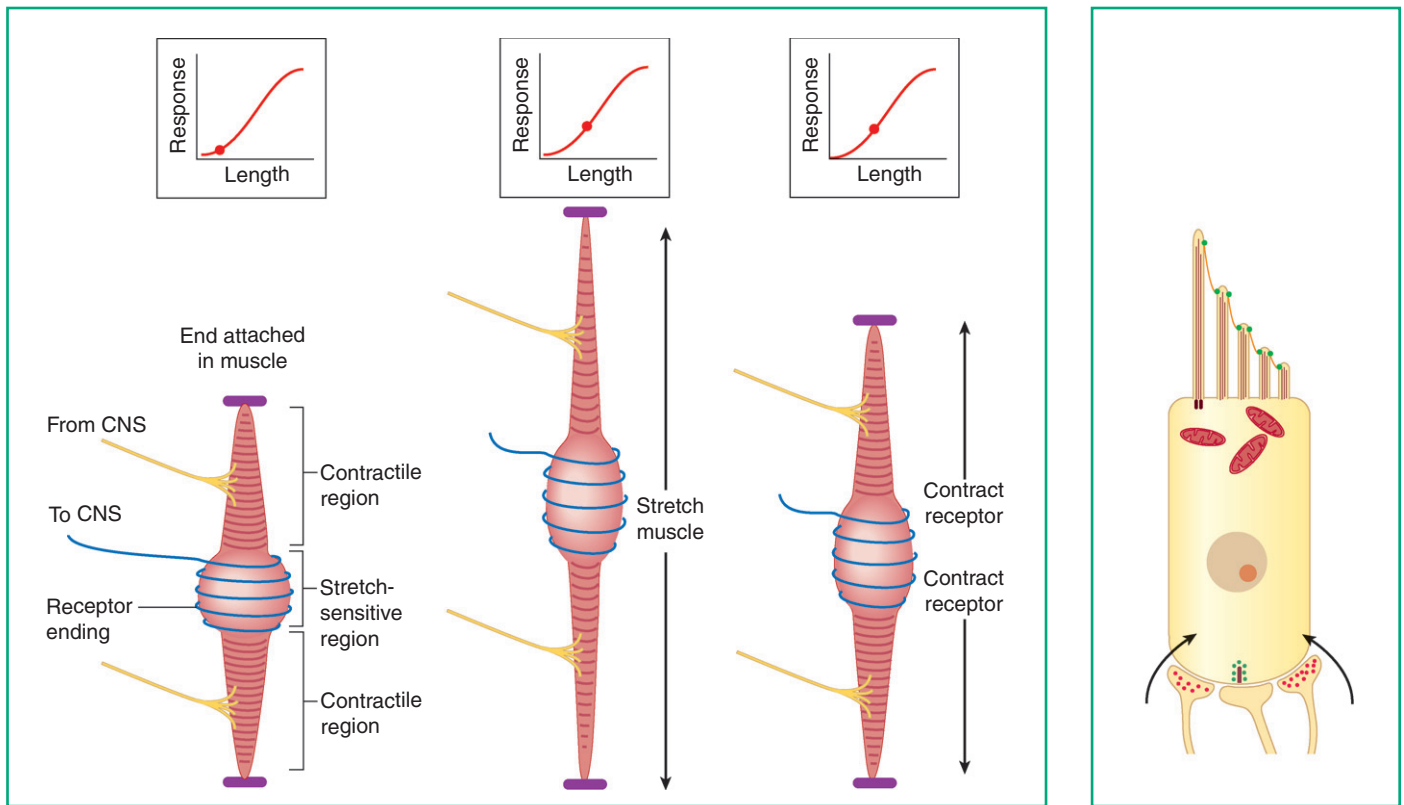 Response
Length
Response
Length
Response
Length
End attached
in muscle
From CNS
To CNS
Receptor
ending
Contractile
region
Stretch-
sensitive
region
Contractile
region
Stretch
muscle
Contract
receptor
Contract
receptor